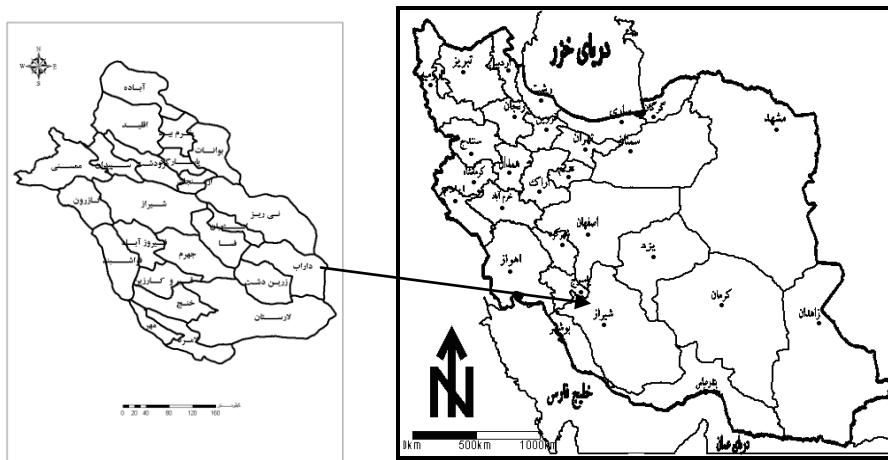 N
W
E
S
آباده
اقلید
بوانات
ممسنی
کازرون
شیراز
نی ریز
فسا
فیروز آباد
جهرم
داراب
زرین دشت
خنج
لارستان
مهر
0 20 40 80 120 160
کیلومتر
دریای خزر
تبریز
اردبیل
رشت
زنجان
قزوین
ساری
گرگان
مشهد
تهران
سمنان
سنندج
همدان
اراک
خرم آباد
اصفهان
یزد
اهواز
شیراز
کرمان
زاهدان
بوشهر
بندرعباس
خلیج فارس
دریای عمان
N
0km 500km 1000km